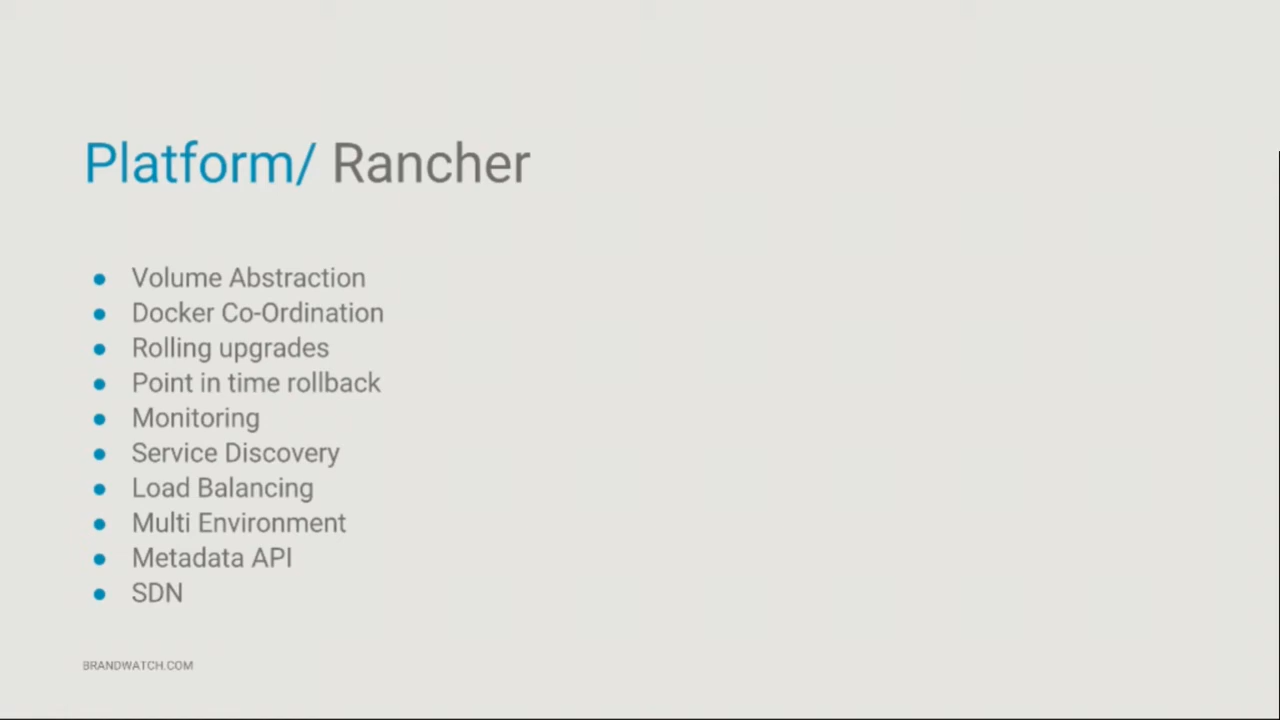 Platform/ Rancher
● Volume Abstraction
● Docker Co-Ordination
● Rolling upgrades
● Point in time rollback
● Monitoring
● Service Discovery
● Load Balancing
● Multi Environment
● Metadata API
● SDN
BRANDWATCH.COM